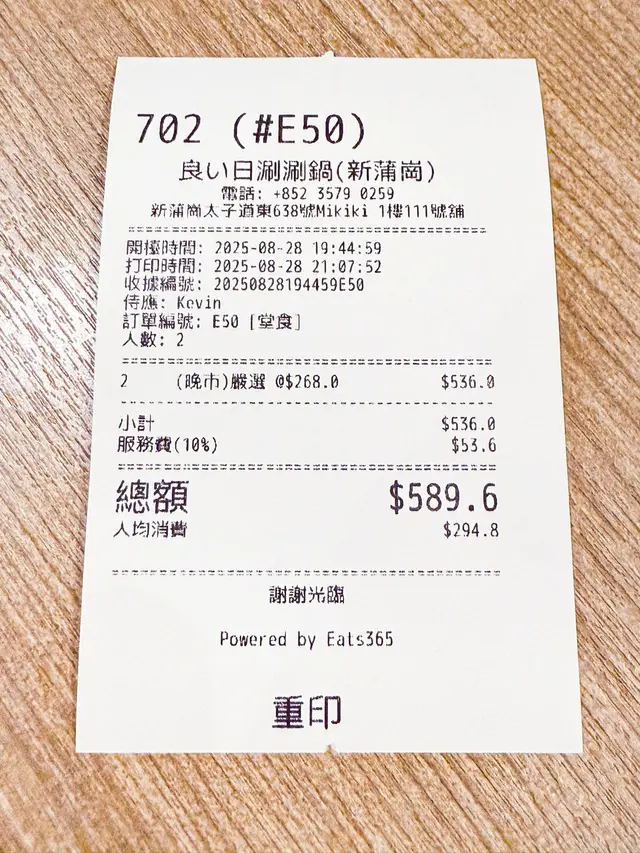 702 (#E50)
良い日涮涮鍋(新蒲崗)
電話: +852 3579 0259
新蒲崗太子道東638號Mikiki 1樓111號舖
開檯時間: 2025-08-28 19:44:59
打印時間: 2025-08-28 21:07:52
收據編號: 20250828194459E50
侍應: Kevin
訂單編號: E50 [堂食]
人數: 2
2 (晚市)嚴選 @$268.0 $536.0
小計 $536.0
服務費(10%) $53.6
總額 $589.6
人均消費 $294.8
謝謝光臨
Powered by Eats365
重印